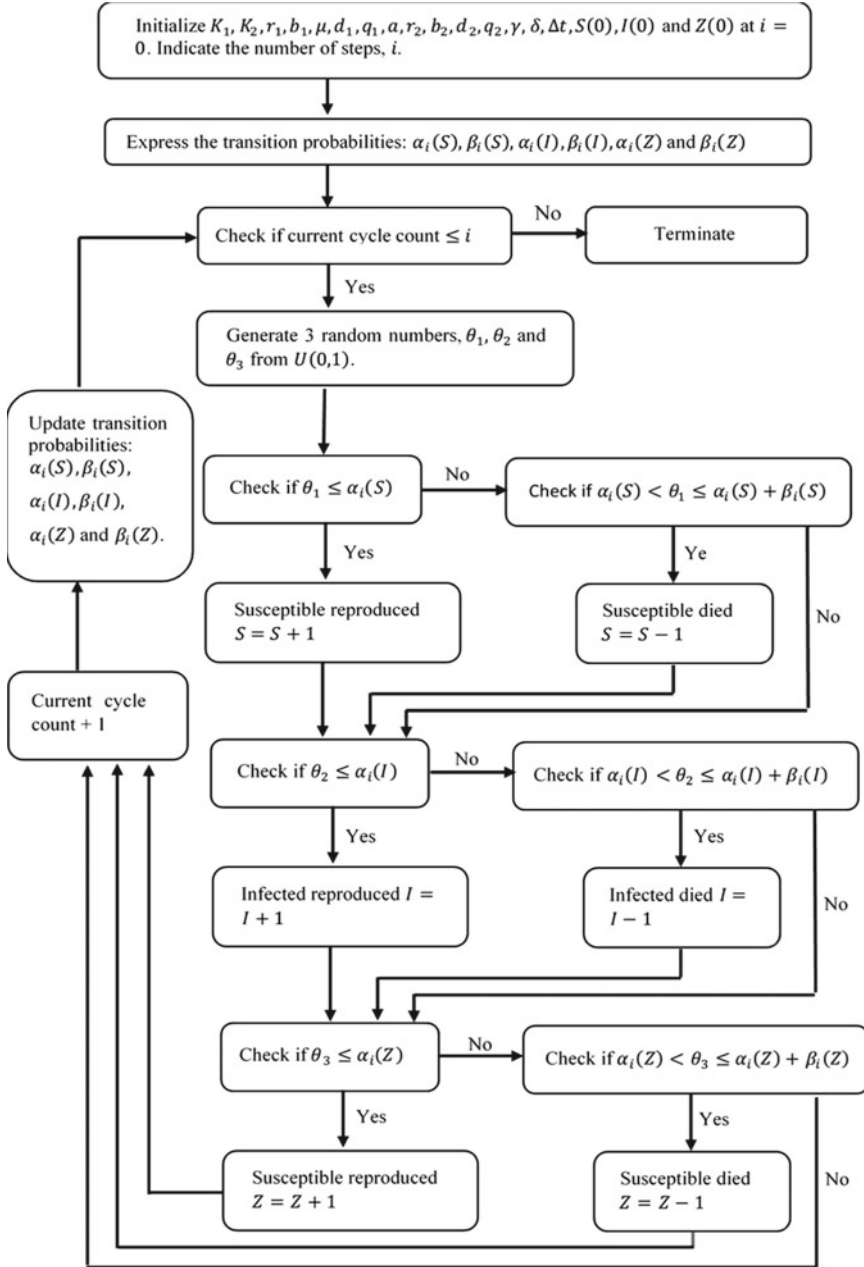 Initialize K₁, K₂, r₁, b₁, μ, d₁, q₁, a, r₂, b₂, d₂, q₂, γ, δ, Δt, S(0), I(0) and Z(0) at i =
0. Indicate the number of steps, i.
Express the transition probabilities: αᵢ(S), βᵢ(S), αᵢ(I), βᵢ(I), αᵢ(Z) and βᵢ(Z)
Check if current cycle count ≤ i
No
Terminate
Yes
Generate 3 random numbers, θ₁, θ₂ and
θ₃ from U(0,1).
Update transition
probabilities:
αᵢ(S), βᵢ(S),
αᵢ(I), βᵢ(I),
αᵢ(Z) and βᵢ(Z).
Check if θ₁ ≤ αᵢ(S)
No
Check if αᵢ(S) < θ₁ ≤ αᵢ(S) + βᵢ(S)
Yes
Ye
No
Susceptible reproduced
S = S + 1
Susceptible died
S = S − 1
Current cycle
count + 1
Check if θ₂ ≤ αᵢ(I)
No
Check if αᵢ(I) < θ₂ ≤ αᵢ(I) + βᵢ(I)
Yes
Yes
No
Infected reproduced I =
I + 1
Infected died I =
I − 1
Check if θ₃ ≤ αᵢ(Z)
No
Check if αᵢ(Z) < θ₃ ≤ αᵢ(Z) + βᵢ(Z)
Yes
Yes
No
Susceptible reproduced
Z = Z + 1
Susceptible died
Z = Z − 1